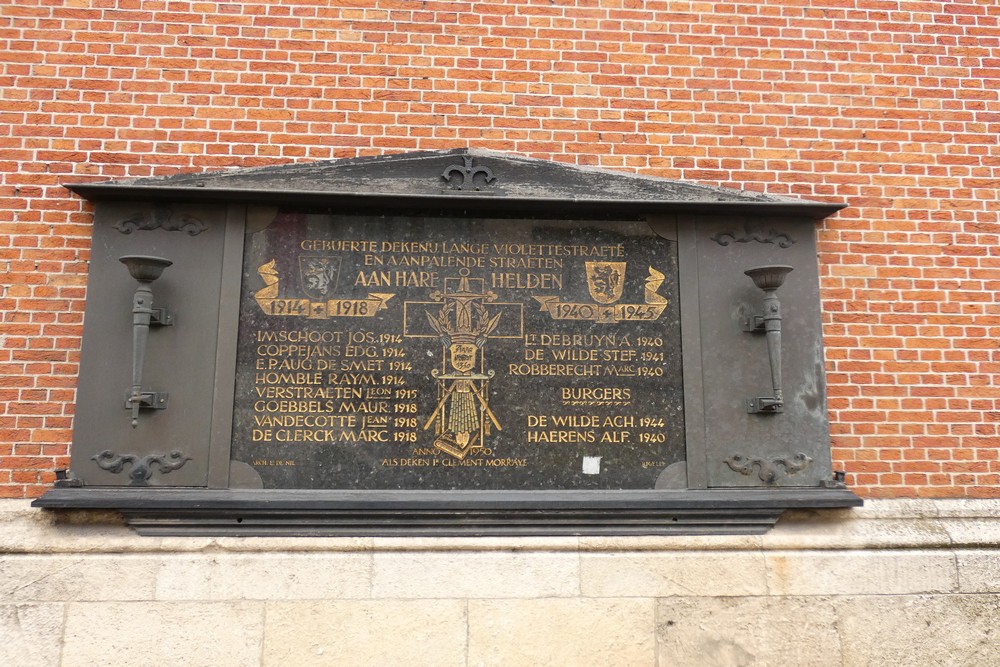 GEBUERTE DEKENIJ LANGE VIOLETTESTRAETE
EN AANPALENDE STRAETEN
AAN HARE HELDEN
1914 + 1918
1940 + 1945
IMSCHOOT JOS. 1914
COPPEJANS EDG. 1914
E.P. AUG DE SMET 1914
HOMBLE RAYM. 1914
VERSTRAETEN LEON 1915
GOEBBELS MAUR. 1918
VANDECOTTE JEAN 1918
DE CLERCK MARC. 1918
LT DEBRUYN A. 1940
DE WILDE STEF. 1941
ROBBERECHT MARC 1940
BURGERS
DE WILDE ACH. 1944
HAERENS ALF. 1940
ANNO 1950
ALS DEKEN LT CLEMENT MORRAYE